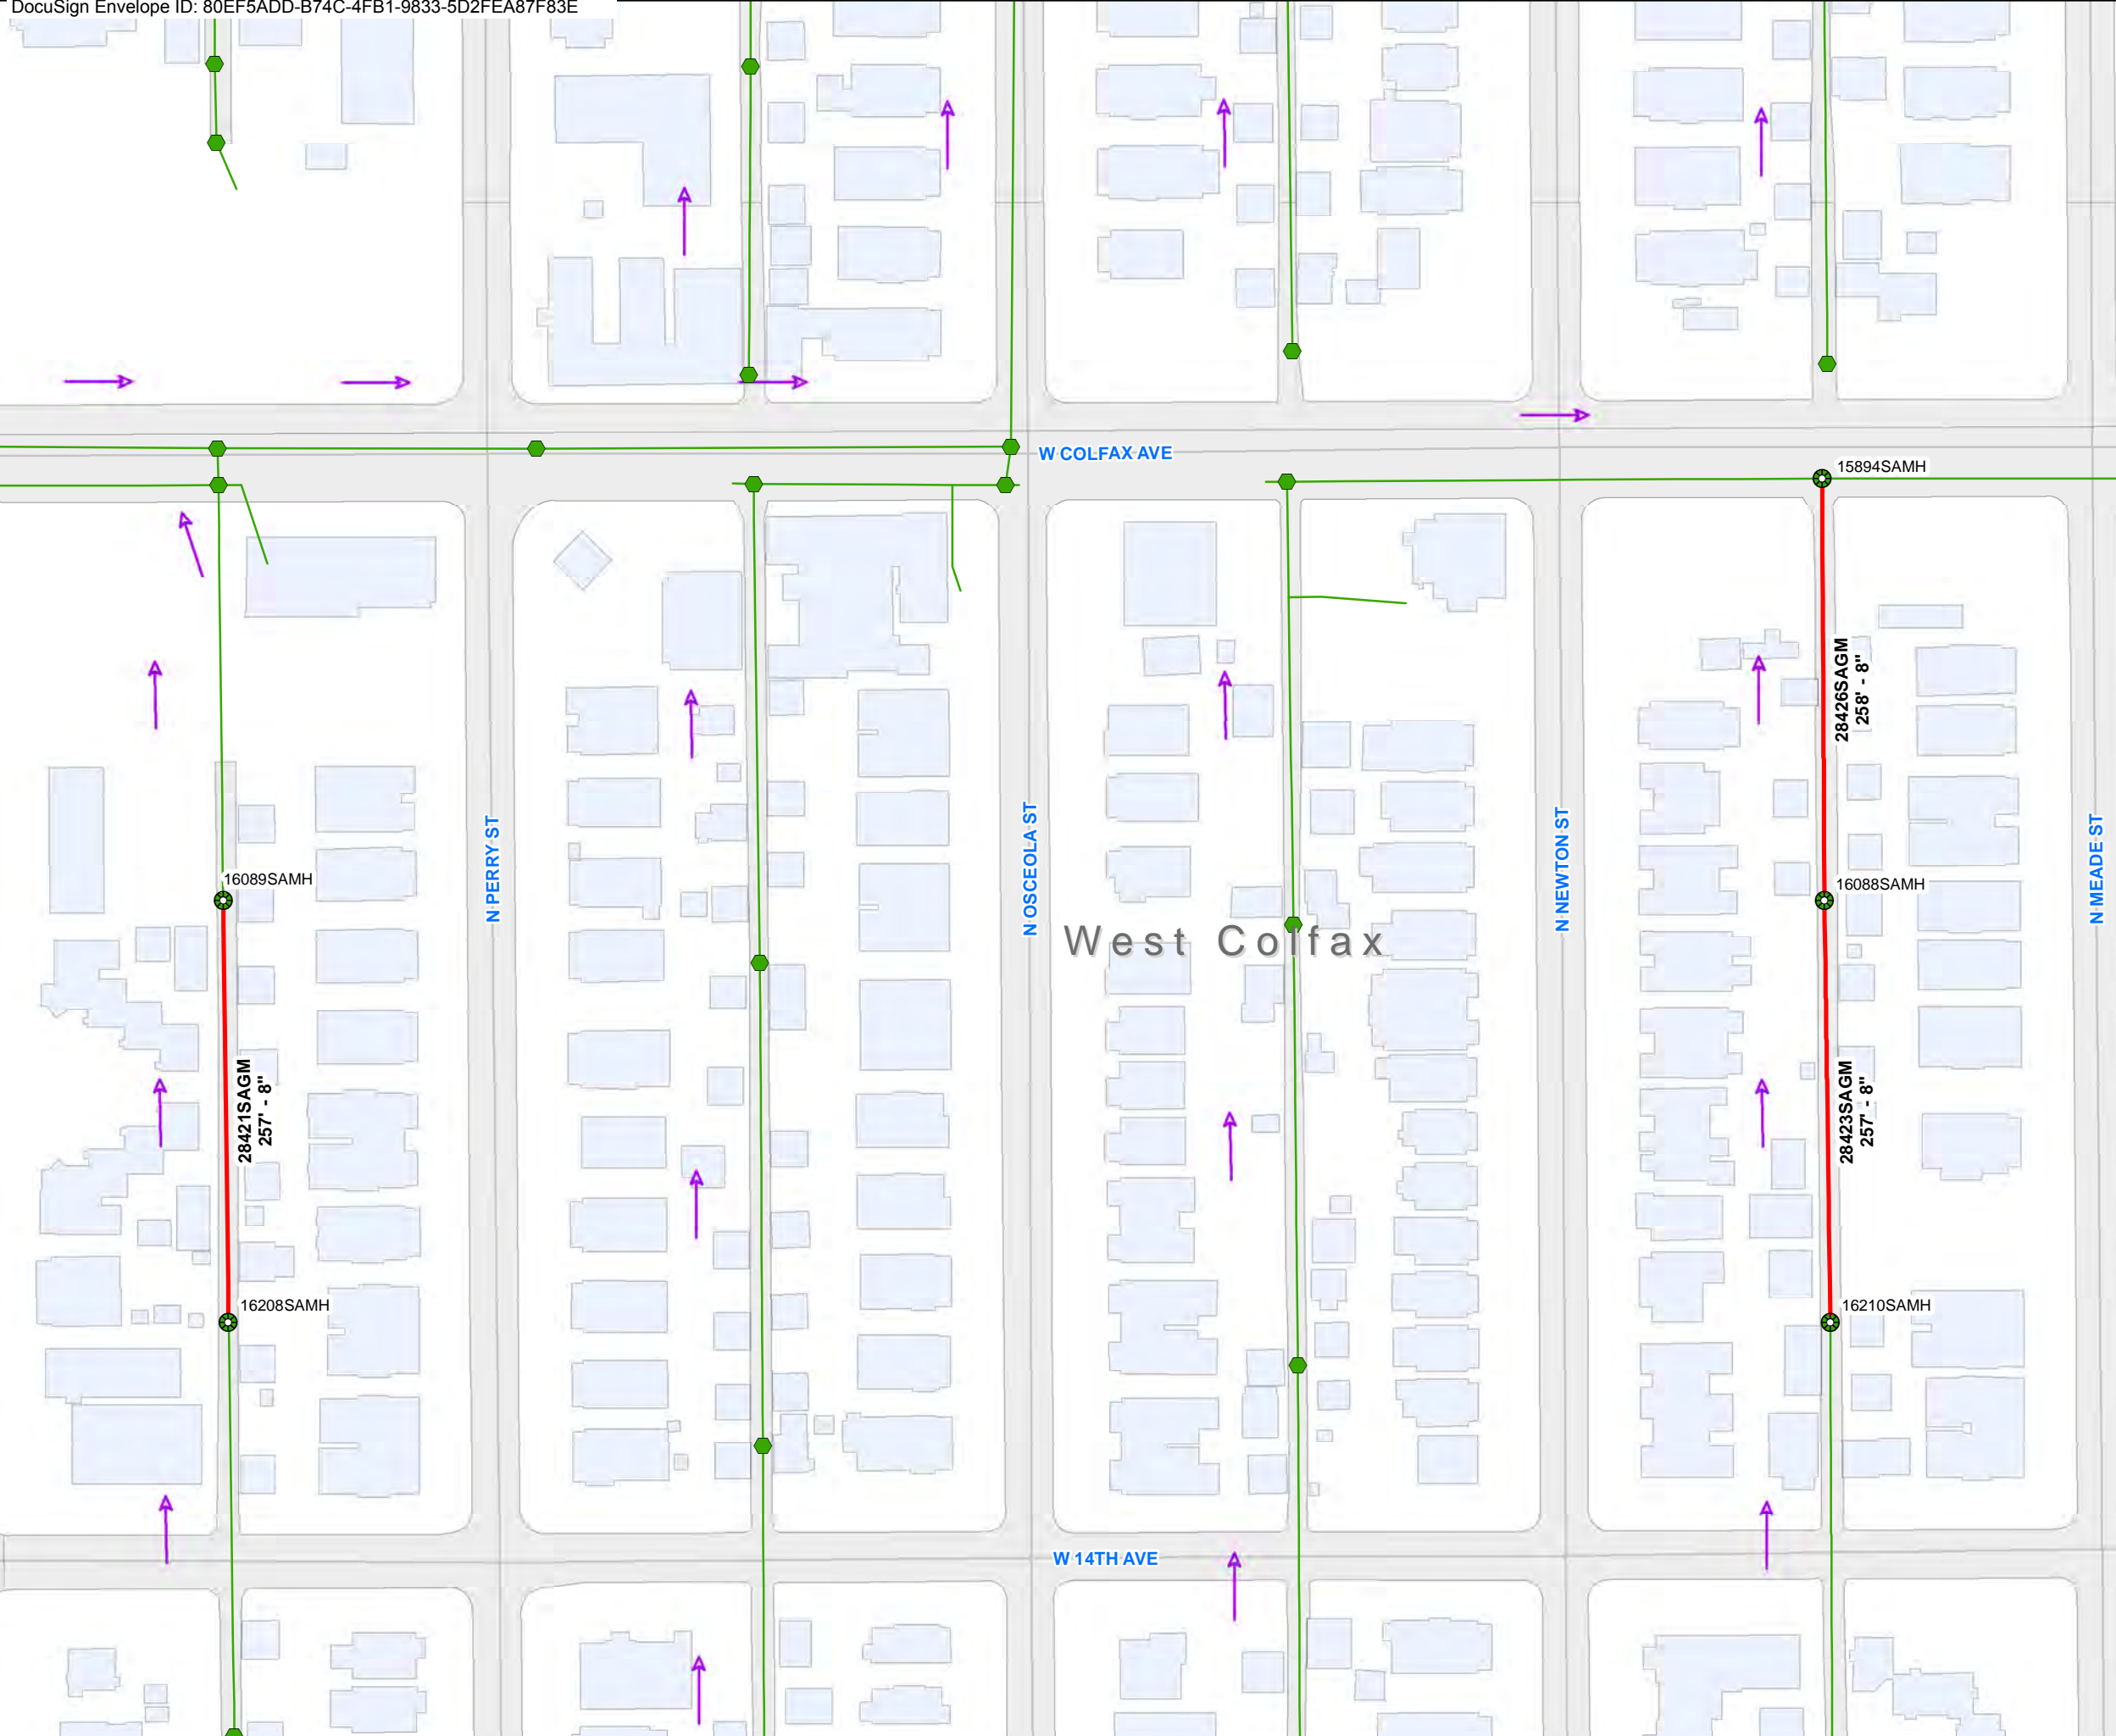 DocuSign Envelope ID: 80EF5ADD-B74C-4FB1-9833-5D2FEA87F83E
W COLFAX AVE
15894SAMH
28426SAGM
258' - 8"
16089SAMH
N PERRY ST
N OSCEOLA ST
N NEWTON ST
16088SAMH
N MEADE ST
West Colfax
28421SAGM
257' - 8"
28423SAGM
257' - 8"
16208SAMH
16210SAMH
W 14TH AVE